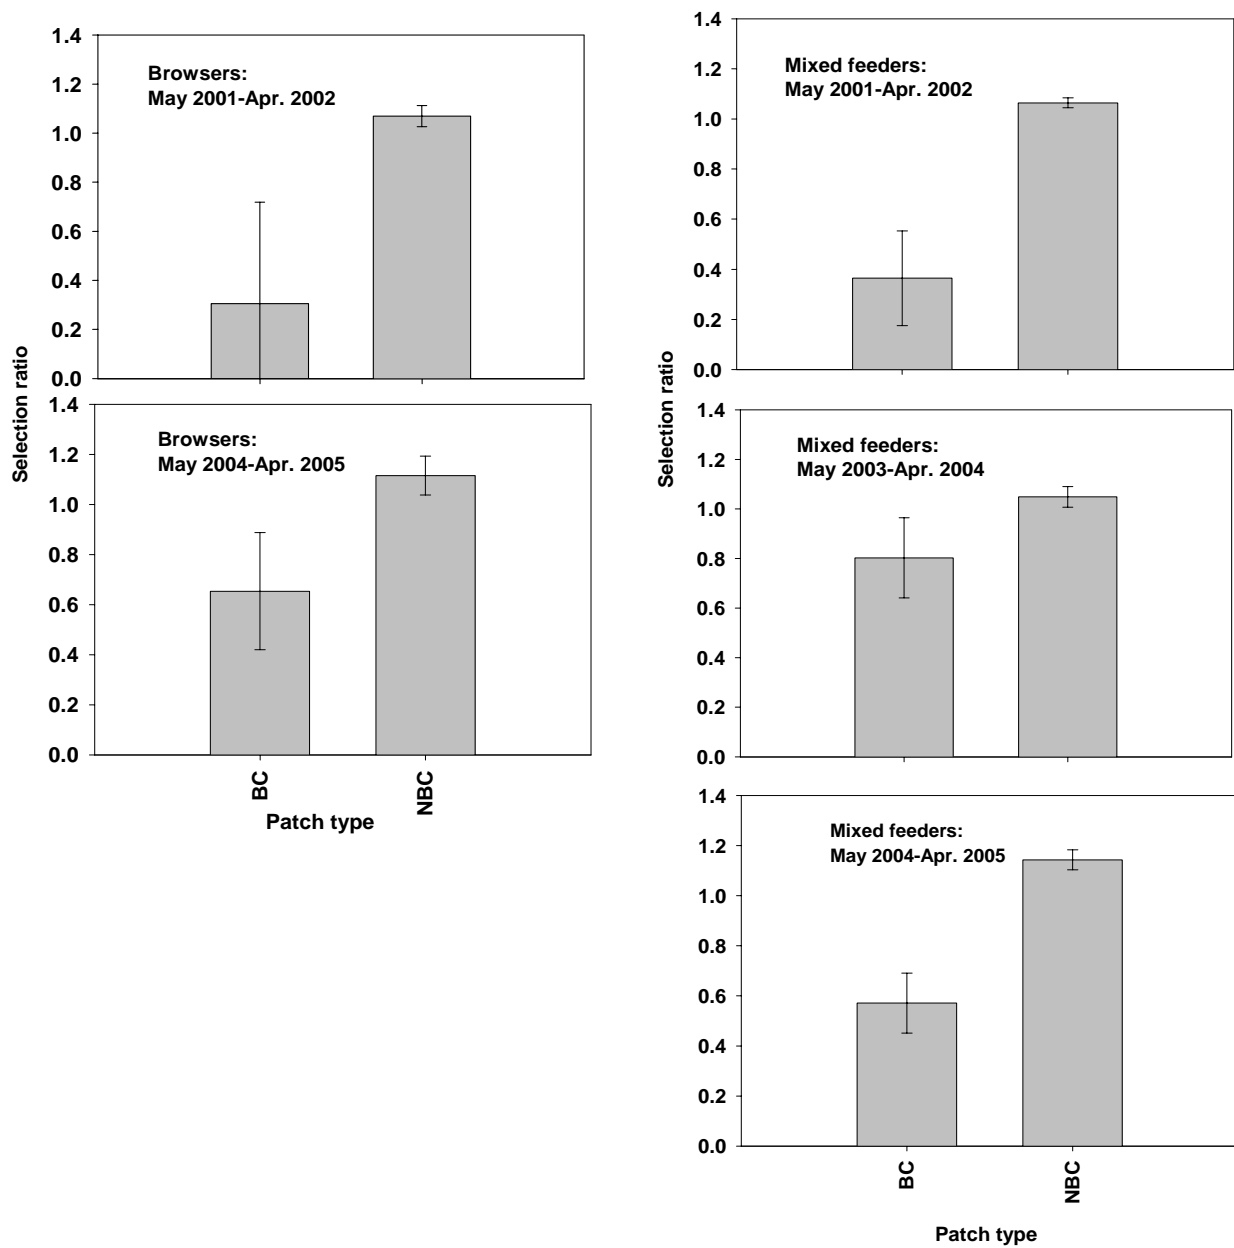 1.4
1.2
1.0
0.8
0.6
0.4
0.2
0.0
Browsers:
May 2001-Apr. 2002
Selection ratio
1.4
1.2
1.0
0.8
0.6
0.4
0.2
0.0
Browsers:
May 2004-Apr. 2005
BC
NBC
Patch type
1.4
1.2
1.0
0.8
0.6
0.4
0.2
0.0
Mixed feeders:
May 2001-Apr. 2002
Selection ratio
1.4
1.2
1.0
0.8
0.6
0.4
0.2
0.0
Mixed feeders:
May 2003-Apr. 2004
1.4
1.2
1.0
0.8
0.6
0.4
0.2
0.0
Mixed feeders:
May 2004-Apr. 2005
BC
NBC
Patch type